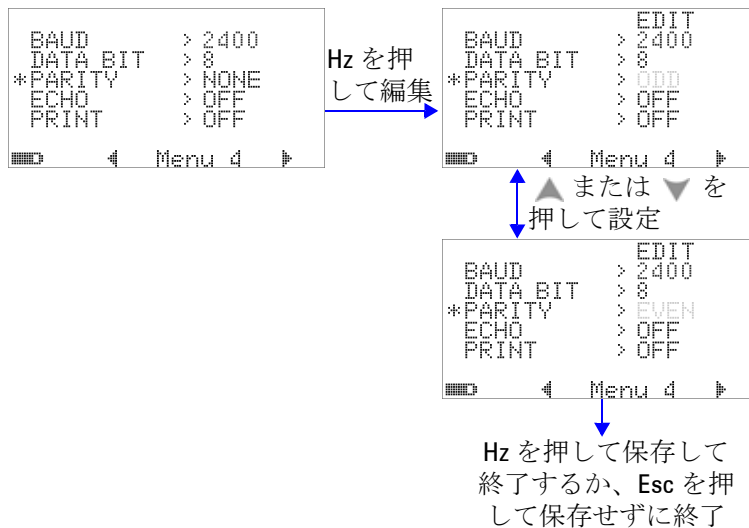 BAUD > 2400
DATA BIT > 8
*PARITY > NONE
ECHO > OFF
PRINT > OFF
Menu 4
Hz を押
して編集
EDIT
BAUD > 2400
DATA BIT > 8
*PARITY > ODD
ECHO > OFF
PRINT > OFF
Menu 4
または を
押して設定
EDIT
BAUD > 2400
DATA BIT > 8
*PARITY > EVEN
ECHO > OFF
PRINT > OFF
Menu 4
Hz を押して保存して
終了するか、Esc を押
して保存せずに終了